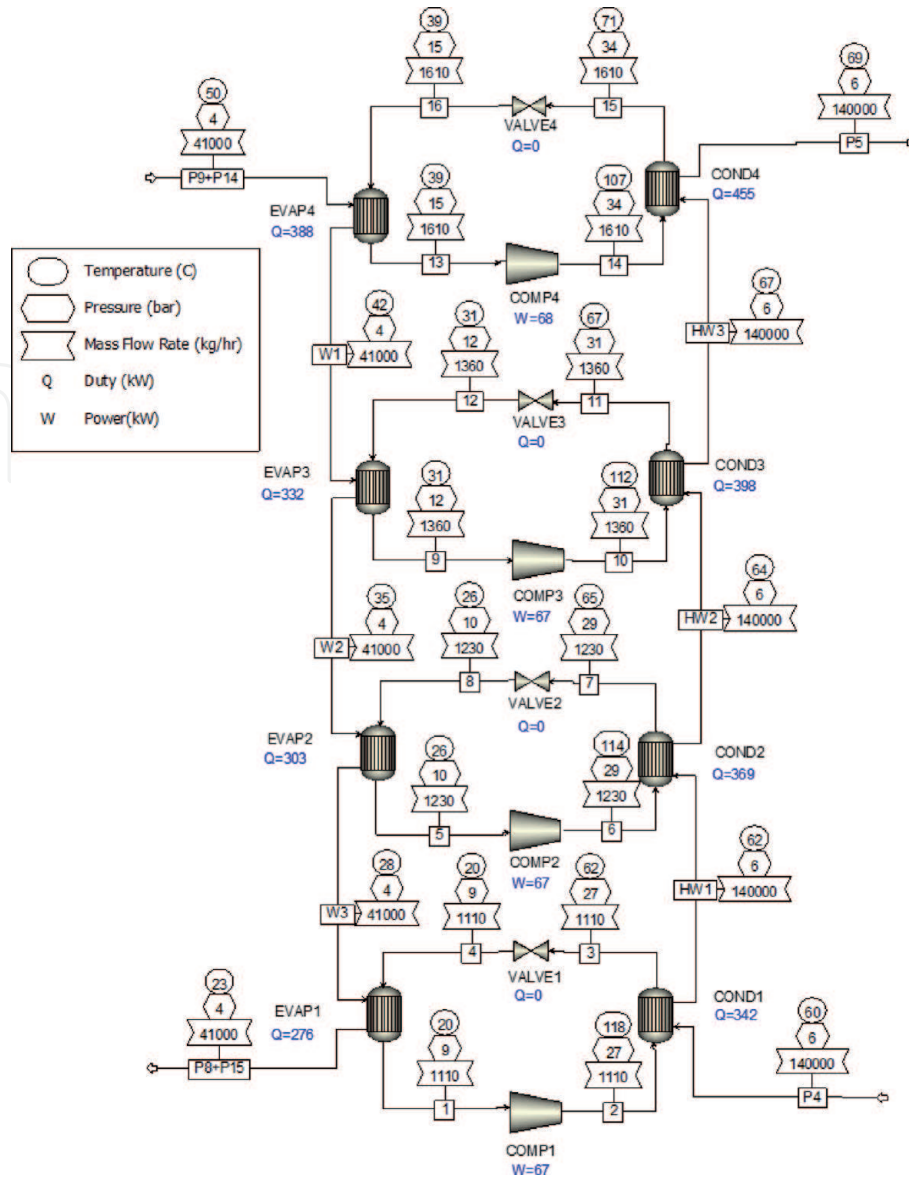 39
15
1610
16
71
34
1610
15
69
6
140000
P5
VALVE4
Q=0
50
4
41000
P9+P14
COND4
Q=455
EVAP4
Q=388
39
15
1610
13
107
34
1610
14
COMP4
W=68
Temperature (C)
Pressure (bar)
Mass Flow Rate (kg/hr)
Q Duty (kW)
W Power(kW)
42
4
W1 41000
67
6
HW3 140000
31
12
1360
12
67
31
1360
11
VALVE3
Q=0
EVAP3
Q=332
COND3
Q=398
31
12
1360
9
112
31
1360
10
COMP3
W=67
35
4
W2 41000
64
6
HW2 140000
26
10
1230
8
65
29
1230
7
VALVE2
Q=0
EVAP2
Q=303
COND2
Q=369
26
10
1230
5
114
29
1230
6
COMP2
W=67
28
4
W3 41000
62
6
HW1 140000
20
9
1110
4
62
27
1110
3
VALVE1
Q=0
EVAP1
Q=276
COND1
Q=342
23
4
41000
P8+P15
20
9
1110
1
118
27
1110
2
60
6
140000
P4
COMP1
W=67